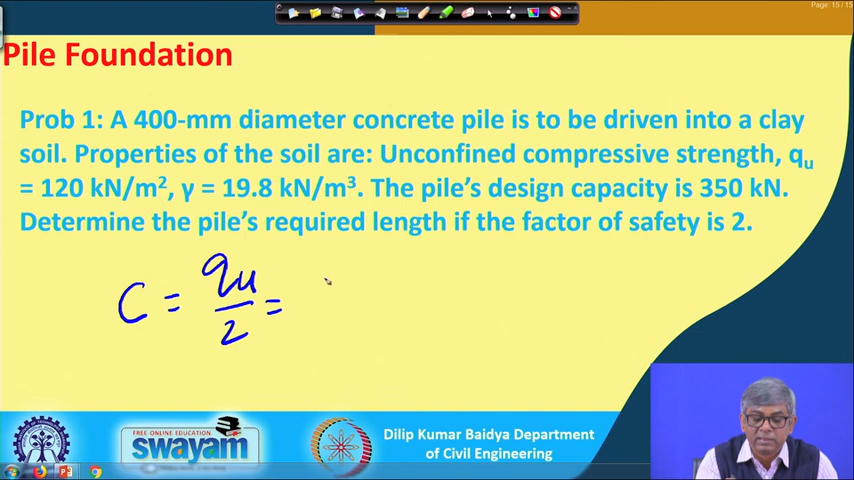 Page: 15 / 15
Pile Foundation
Prob 1: A 400-mm diameter concrete pile is to be driven into a clay
soil. Properties of the soil are: Unconfined compressive strength, qu
= 120 kN/m², γ = 19.8 kN/m³. The pile's design capacity is 350 kN.
Determine the pile's required length if the factor of safety is 2.
C = qu/2 =
FREE ONLINE EDUCATION
swayam
Dilip Kumar Baidya Department
of Civil Engineering